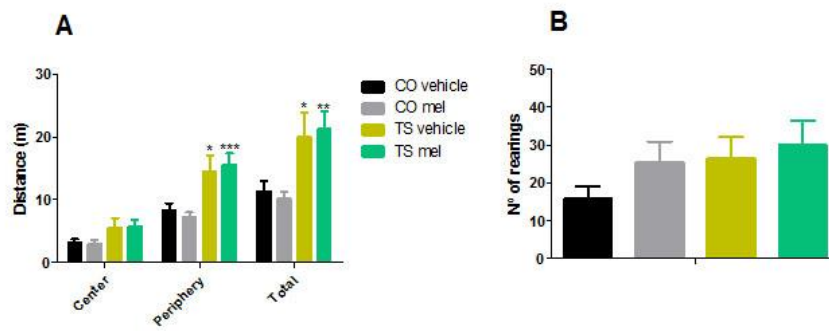 A
Distance (m)
30
20
10
0
* ***
* **
Center
Periphery
Total
CO vehicle
CO mel
TS vehicle
TS mel
B
Nº of rearings
50
40
30
20
10
0